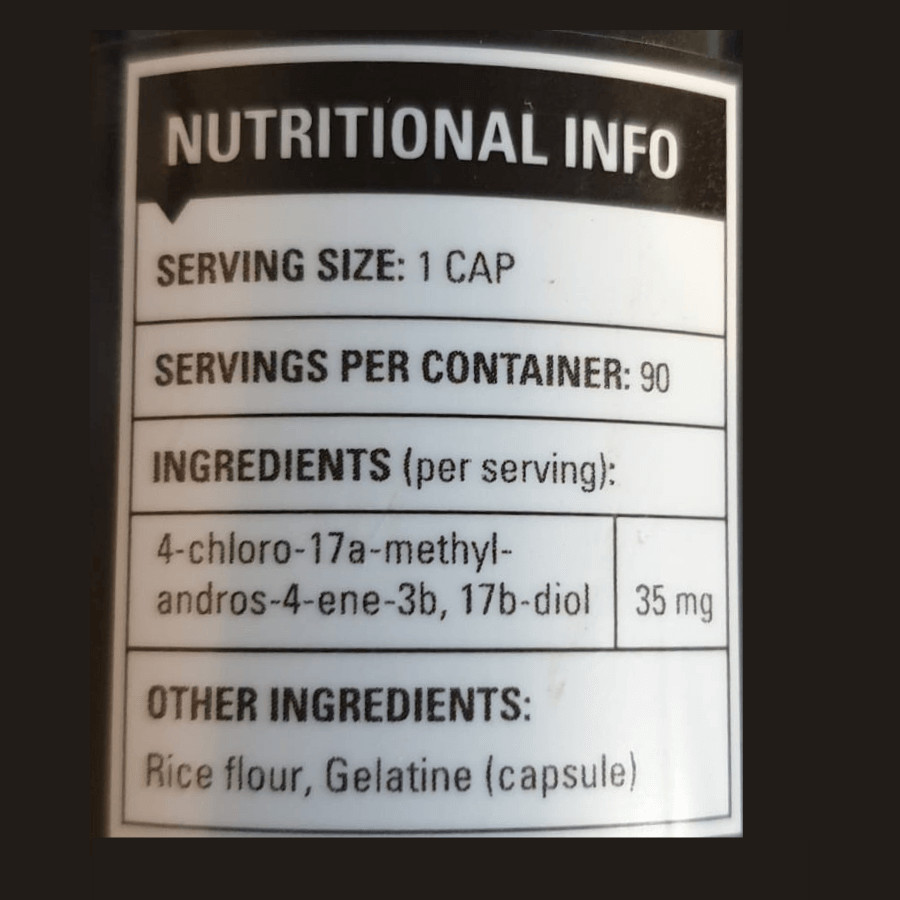 NUTRITIONAL INFO
SERVING SIZE: 1 CAP
SERVINGS PER CONTAINER: 90
INGREDIENTS (per serving):
4-chloro-17a-methyl-
andros-4-ene-3b, 17b-diol 35 mg
OTHER INGREDIENTS:
Rice flour, Gelatine (capsule)